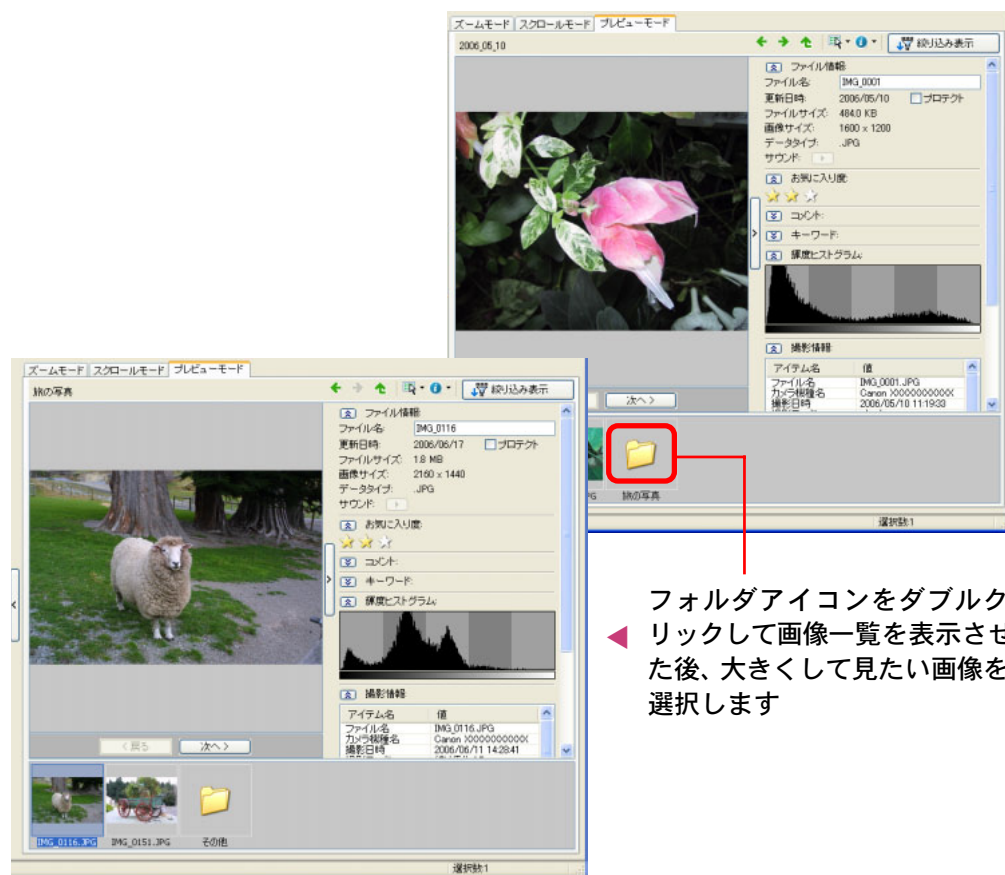 ズームモード スクロールモード プレビューモード
2006_05_10
絞り込み表示
ファイル情報:
ファイル名: IMG_0001
更新日時: 2006/05/10 プロテクト
ファイルサイズ: 484.0 KB
画像サイズ: 1600 x 1200
データタイプ: .JPG
サウンド:
お気に入り度:
コメント:
キーワード:
輝度ヒストグラム:
撮影情報:
アイテム名 値
ファイル名 IMG_0001.JPG
カメラ機種名 Canon XXXXXXXXXXX
撮影日時 2006/05/10 11:19:33
次へ >
旅の写真
選択数:1
ズームモード スクロールモード プレビューモード
旅の写真
絞り込み表示
ファイル情報:
ファイル名: IMG_0116
更新日時: 2006/06/17 プロテクト
ファイルサイズ: 1.8 MB
画像サイズ: 2160 x 1440
データタイプ: .JPG
サウンド:
お気に入り度:
コメント:
キーワード:
輝度ヒストグラム:
撮影情報:
アイテム名 値
ファイル名 IMG_0116.JPG
カメラ機種名 Canon XXXXXXXXXXX
撮影日時 2006/06/11 14:28:41
< 戻る 次へ >
IMG_0116.JPG IMG_0151.JPG その他
選択数:1
フォルダアイコンをダブルク
リックして画像一覧を表示させ
た後、大きくして見たい画像を
選択します